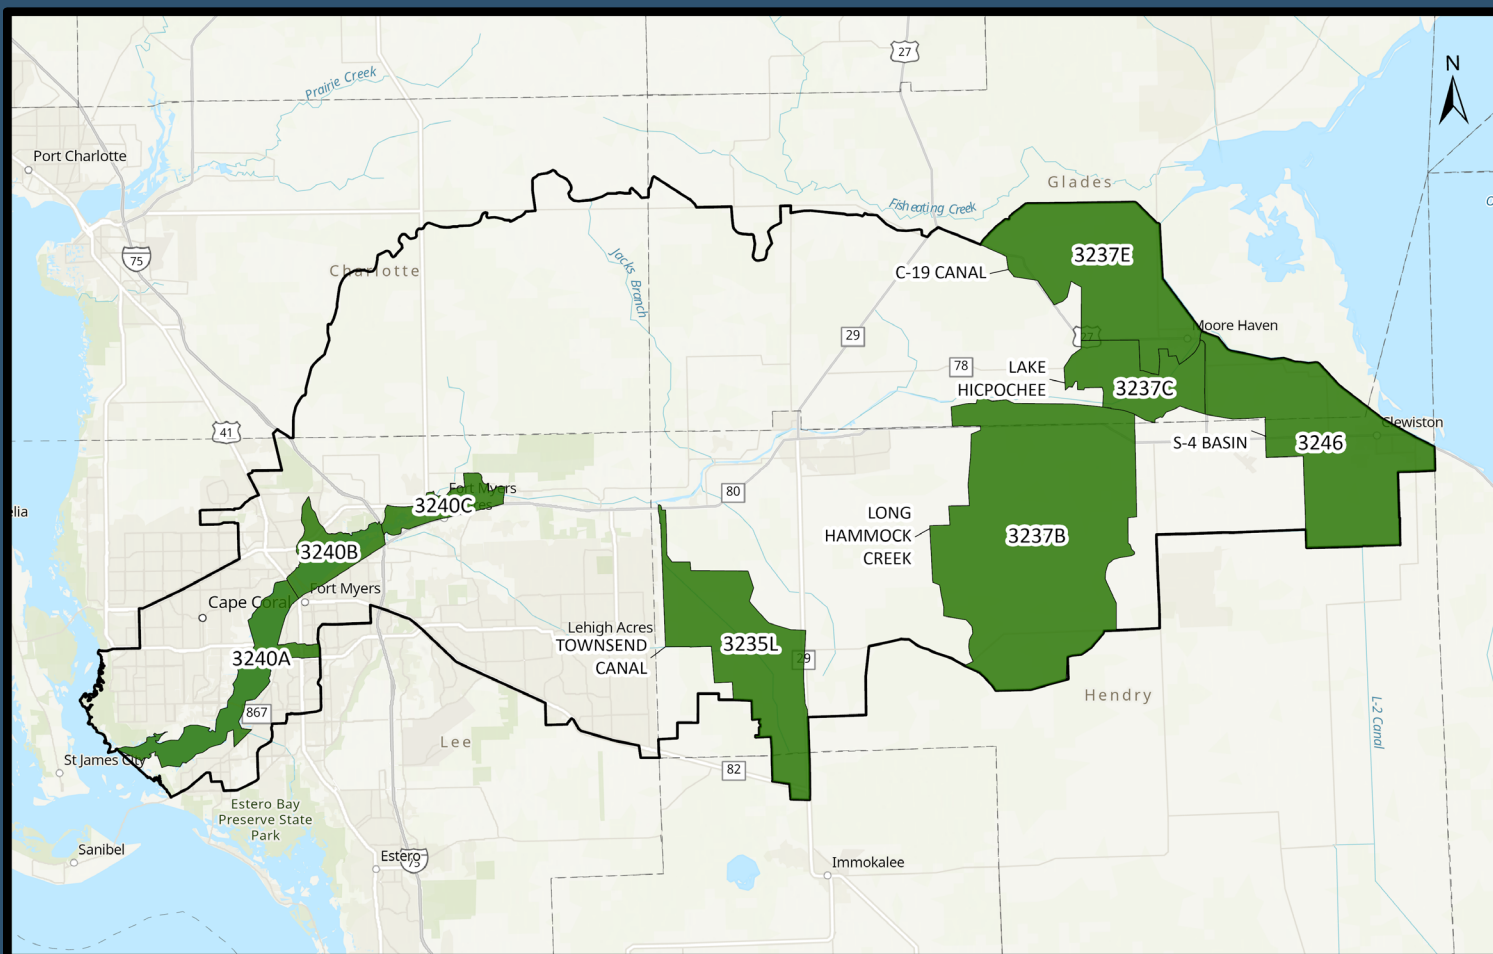 27
N
Prairie Creek
Port Charlotte
Glades
Fisheating Creek
75
Charlotte
Jacks Branch
3237E
C-19 CANAL
27
Moore Haven
29
78
LAKE
HICPOCHEE
3237C
41
Clewiston
S-4 BASIN
3246
80
Fort Myers
3240C
LONG
HAMMOCK
CREEK
3237B
3240B
Fort Myers
Cape Coral
Lehigh Acres
TOWNSEND
CANAL
3235L
29
3240A
Hendry
867
Lee
L-2 Canal
St James City
82
Estero Bay
Preserve State
Park
Sanibel
Estero
75
Immokalee